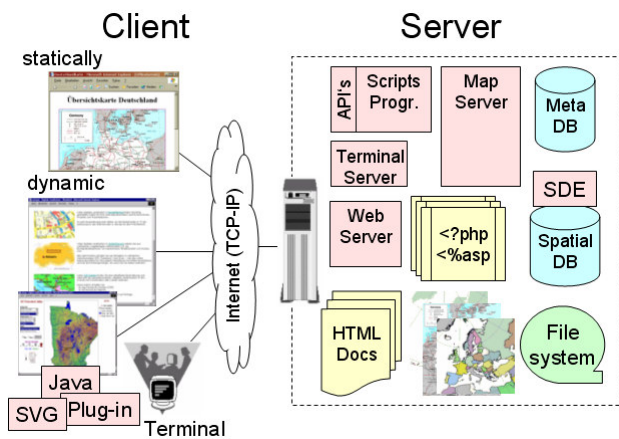 Client
Server
statically
Übersichtskarte Deutschland
dynamic
Internet (TCP-IP)
Java
SVG
Plug-in
Terminal
API's
Scripts
Progr.
Map
Server
Meta
DB
Terminal
Server
SDE
Web
Server
<?php
<%asp
Spatial
DB
HTML
Docs
File
system